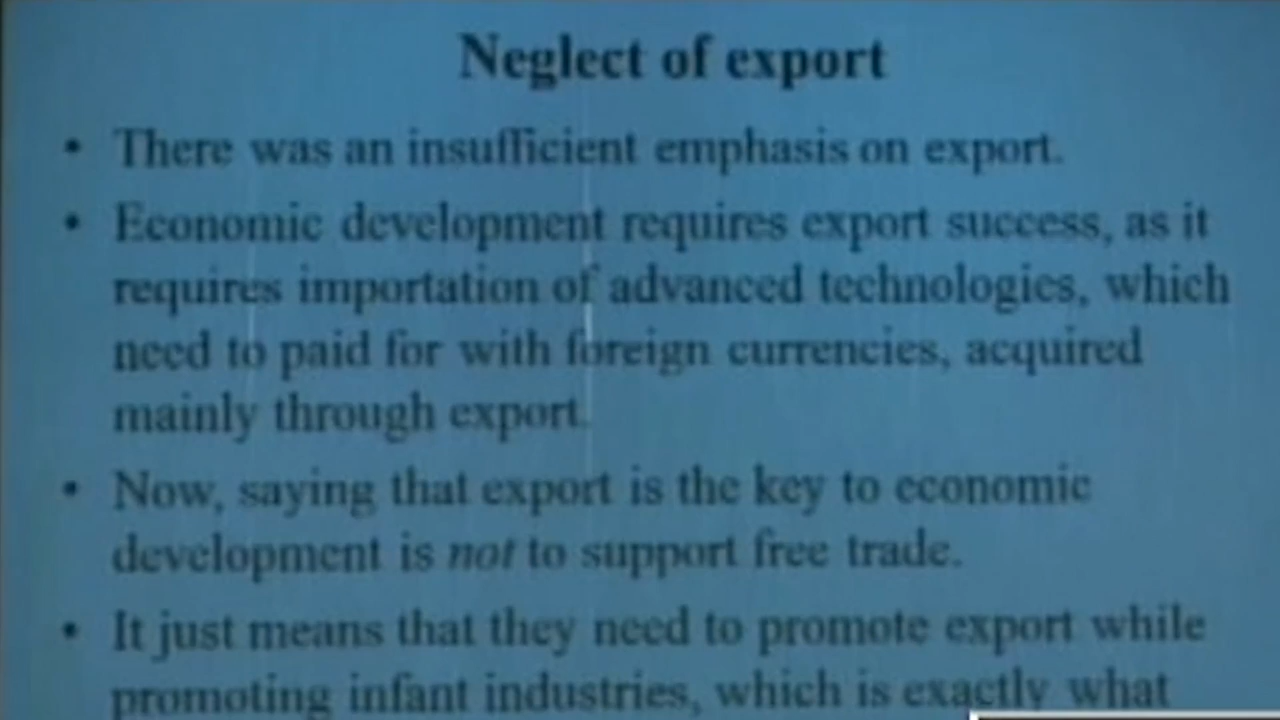 Neglect of export
• There was an insufficient emphasis on export.
• Economic development requires export success, as it
requires importation of advanced technologies, which
need to paid for with foreign currencies, acquired
mainly through export.
• Now, saying that export is the key to economic
development is not to support free trade.
• It just means that they need to promote export while
promoting infant industries, which is exactly what